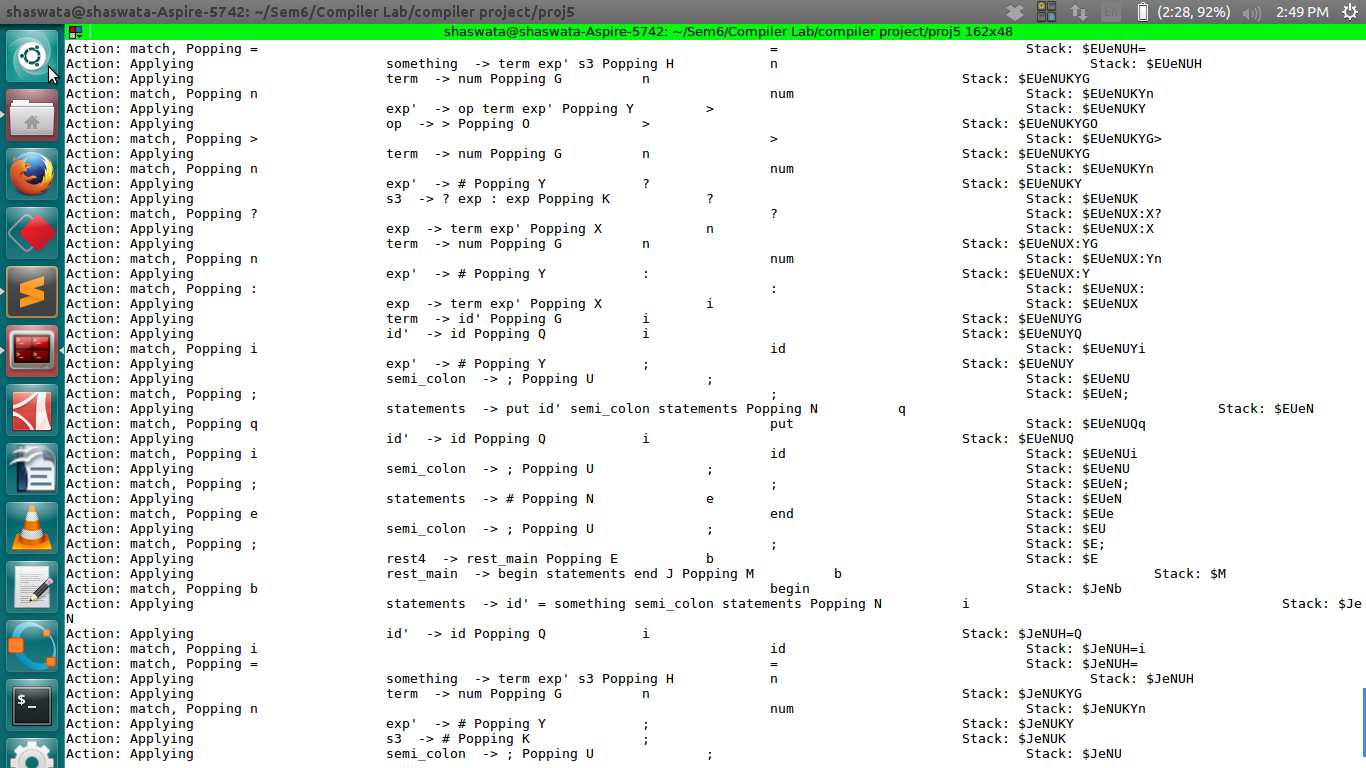 shaswata@shaswata-Aspire-5742: ~/Sem6/Compiler Lab/compiler project/proj5 En (2:28, 92%) 2:49 PM
shaswata@shaswata-Aspire-5742: ~/Sem6/Compiler Lab/compiler project/proj5 162x48
Action: match, Popping = = Stack: $EUeNUH=
Action: Applying something -> term exp' s3 Popping H n Stack: $EUeNUH
Action: Applying term -> num Popping G n Stack: $EUeNUKYG
Action: match, Popping n num Stack: $EUeNUKYn
Action: Applying exp' -> op term exp' Popping Y > Stack: $EUeNUKY
Action: Applying op -> > Popping O > Stack: $EUeNUKYGO
Action: match, Popping > > Stack: $EUeNUKYG>
Action: Applying term -> num Popping G n Stack: $EUeNUKYG
Action: match, Popping n num Stack: $EUeNUKYn
Action: Applying exp' -> # Popping Y ? Stack: $EUeNUKY
Action: Applying s3 -> ? exp : exp Popping K ? Stack: $EUeNUK
Action: match, Popping ? ? Stack: $EUeNUX:X?
Action: Applying exp -> term exp' Popping X n Stack: $EUeNUX:X
Action: Applying term -> num Popping G n Stack: $EUeNUX:YG
Action: match, Popping n num Stack: $EUeNUX:Yn
Action: Applying exp' -> # Popping Y : Stack: $EUeNUX:Y
Action: match, Popping : : Stack: $EUeNUX:
Action: Applying exp -> term exp' Popping X i Stack: $EUeNUX
Action: Applying term -> id' Popping G i Stack: $EUeNUYG
Action: Applying id' -> id Popping Q i Stack: $EUeNUYQ
Action: match, Popping i id Stack: $EUeNUYi
Action: Applying exp' -> # Popping Y ; Stack: $EUeNUY
Action: Applying semi_colon -> ; Popping U ; Stack: $EUeNU
Action: match, Popping ; ; Stack: $EUeN;
Action: Applying statements -> put id' semi_colon statements Popping N q Stack: $EUeN
Action: match, Popping q put Stack: $EUeNUQq
Action: Applying id' -> id Popping Q i Stack: $EUeNUQ
Action: match, Popping i id Stack: $EUeNUi
Action: Applying semi_colon -> ; Popping U ; Stack: $EUeNU
Action: match, Popping ; ; Stack: $EUeN;
Action: Applying statements -> # Popping N e Stack: $EUeN
Action: match, Popping e end Stack: $EUe
Action: Applying semi_colon -> ; Popping U ; Stack: $EU
Action: match, Popping ; ; Stack: $E;
Action: Applying rest4 -> rest_main Popping E b Stack: $E
Action: Applying rest_main -> begin statements end J Popping M b Stack: $M
Action: match, Popping b begin Stack: $JeNb
Action: Applying statements -> id' = something semi_colon statements Popping N i Stack: $Je
N
Action: Applying id' -> id Popping Q i Stack: $JeNUH=Q
Action: match, Popping i id Stack: $JeNUH=i
Action: match, Popping = = Stack: $JeNUH=
Action: Applying something -> term exp' s3 Popping H n Stack: $JeNUH
Action: Applying term -> num Popping G n Stack: $JeNUKYG
Action: match, Popping n num Stack: $JeNUKYn
Action: Applying exp' -> # Popping Y ; Stack: $JeNUKY
Action: Applying s3 -> # Popping K ; Stack: $JeNUK
Action: Applying semi_colon -> ; Popping U ; Stack: $JeNU